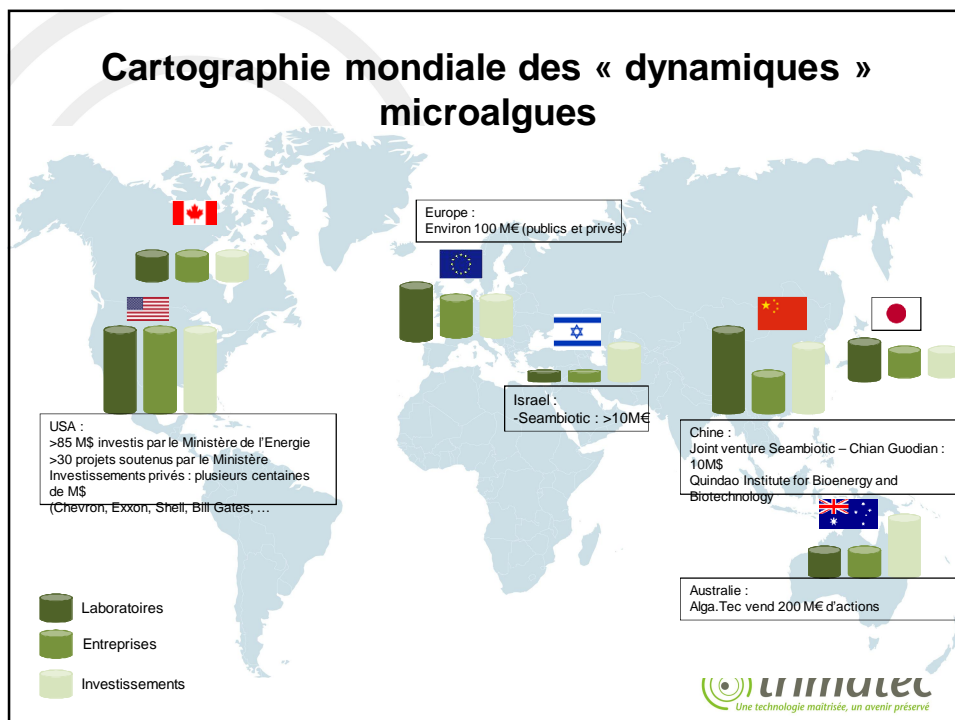 Cartographie mondiale des « dynamiques »
microalgues
Europe :
Environ 100 M€ (publics et privés)
Israel :
-Seambiotic : >10M€
USA :
>85 M$ investis par le Ministère de l'Energie
>30 projets soutenus par le Ministère
Investissements privés : plusieurs centaines
de M$
(Chevron, Exxon, Shell, Bill Gates, …
Chine :
Joint venture Seambiotic – Chian Guodian :
10M$
Quindao Institute for Bioenergy and
Biotechnology
Australie :
Alga.Tec vend 200 M€ d'actions
Laboratoires
Entreprises
Investissements
trimatec
Une technologie maîtrisée, un avenir préservé